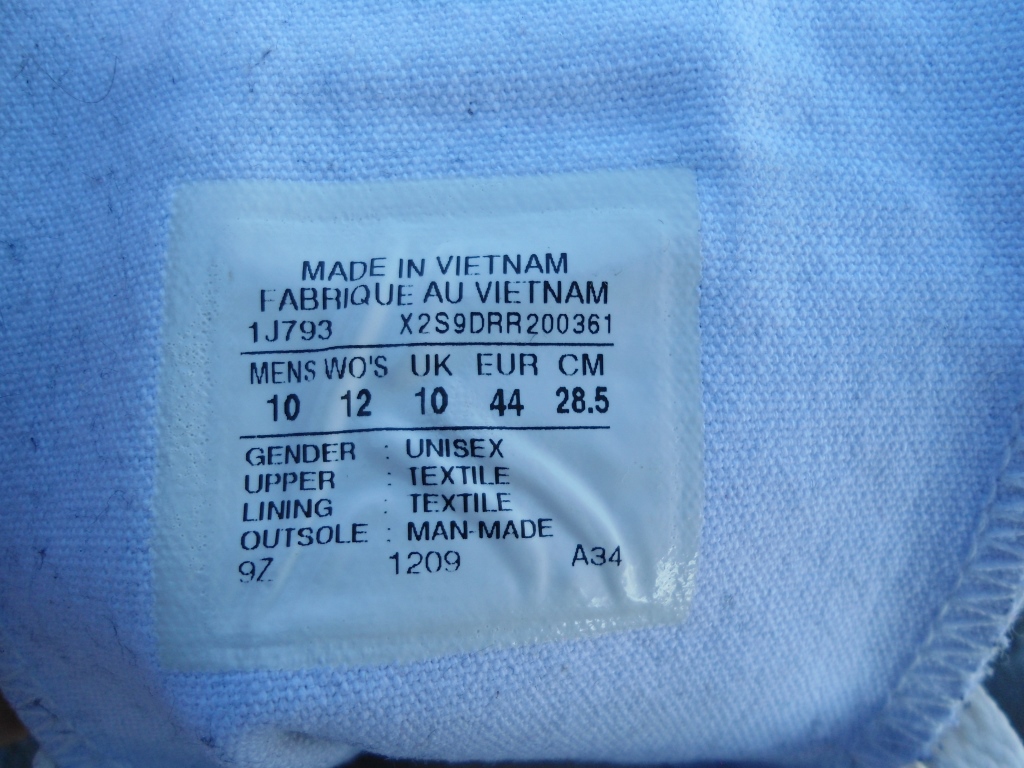 MADE IN VIETNAM
FABRIQUE AU VIETNAM
1J793 X2S9DRR200361
MENS WO'S UK EUR CM
10 12 10 44 28.5
GENDER : UNISEX
UPPER : TEXTILE
LINING : TEXTILE
OUTSOLE : MAN-MADE
9Z 1209 A34